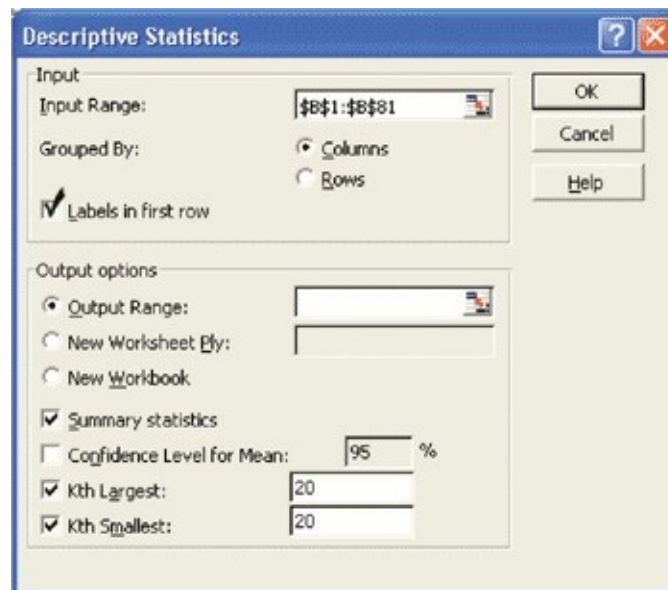 Descriptive Statistics
Input
Input Range: $B$1:$B$81
Grouped By: Columns
Rows
Labels in first row
OK
Cancel
Help
Output options
Output Range:
New Worksheet Ply:
New Workbook
Summary statistics
Confidence Level for Mean: 95 %
Kth Largest: 20
Kth Smallest: 20